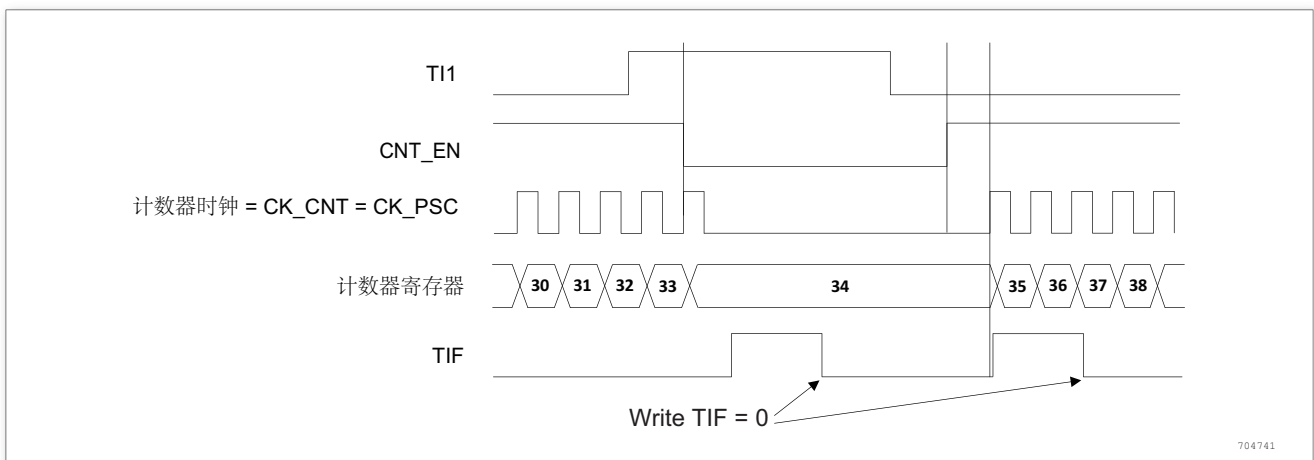 TI1
CNT_EN
计数器时钟 = CK_CNT = CK_PSC
计数器寄存器
30 31 32 33 34 35 36 37 38
TIF
Write TIF = 0
704741